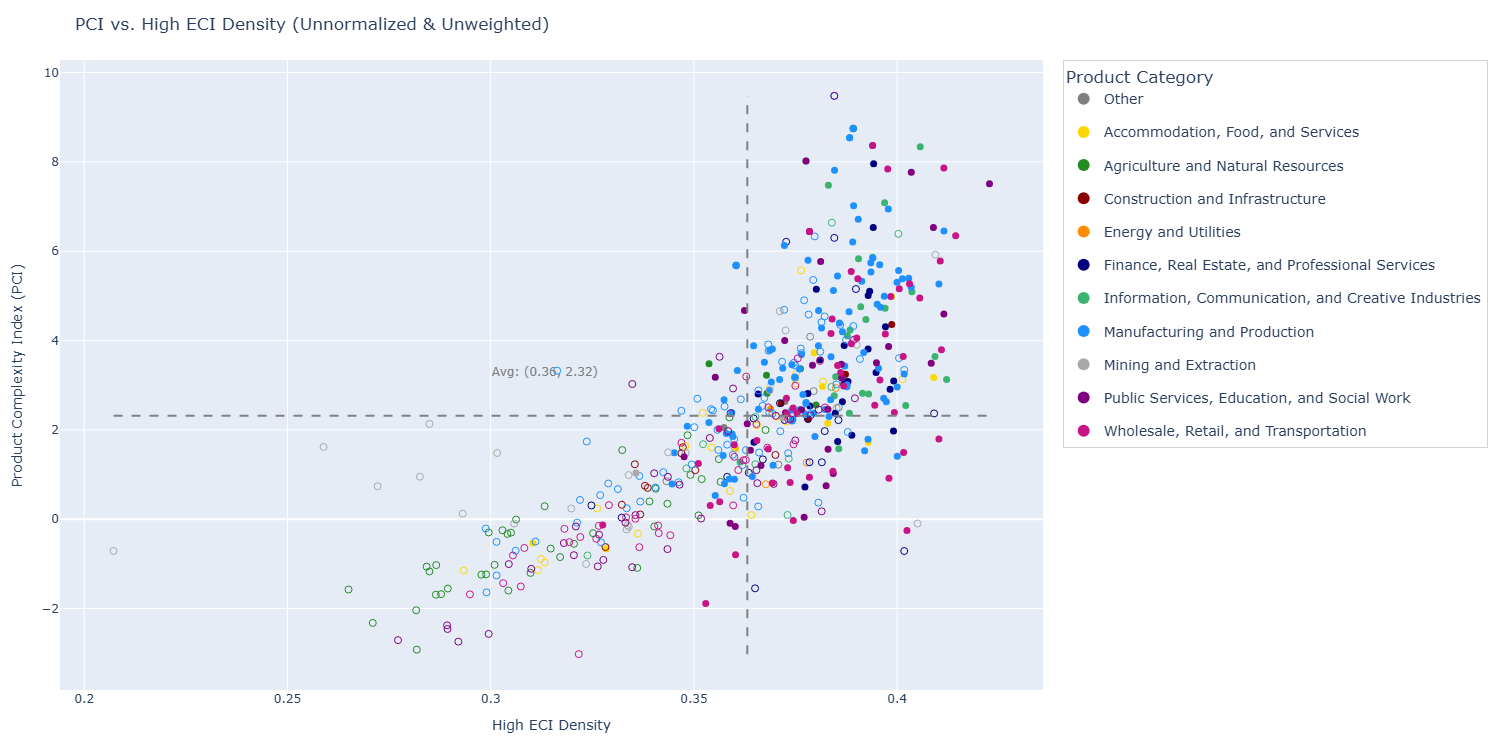 PCI vs. High ECI Density (Unnormalized & Unweighted)
Product Category
Other
Accommodation, Food, and Services
Agriculture and Natural Resources
Construction and Infrastructure
Energy and Utilities
Finance, Real Estate, and Professional Services
Information, Communication, and Creative Industries
Manufacturing and Production
Mining and Extraction
Public Services, Education, and Social Work
Wholesale, Retail, and Transportation
Product Complexity Index (PCI)
10
8
6
4
2
0
−2
Avg: (0.36, 2.32)
0.2
0.25
0.3
0.35
0.4
High ECI Density